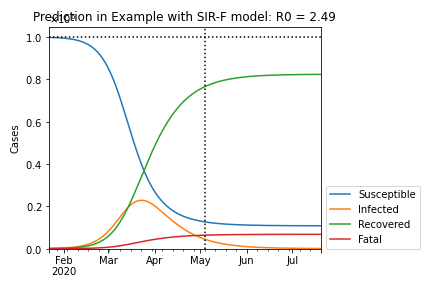 Prediction in Example with SIR-F model: R0 = 2.49
1.0
0.8
0.6
0.4
0.2
0.0
Cases
Feb Mar Apr May Jun Jul
2020
Susceptible
Infected
Recovered
Fatal